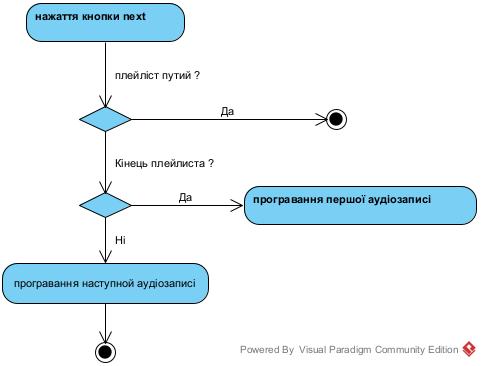 нажаття кнопки next
плейліст путий ?
Да
Кінець плейлиста ?
Да
програвання першої аудіозаписі
Ні
програвання наступной аудіозаписі
Powered By Visual Paradigm Community Edition